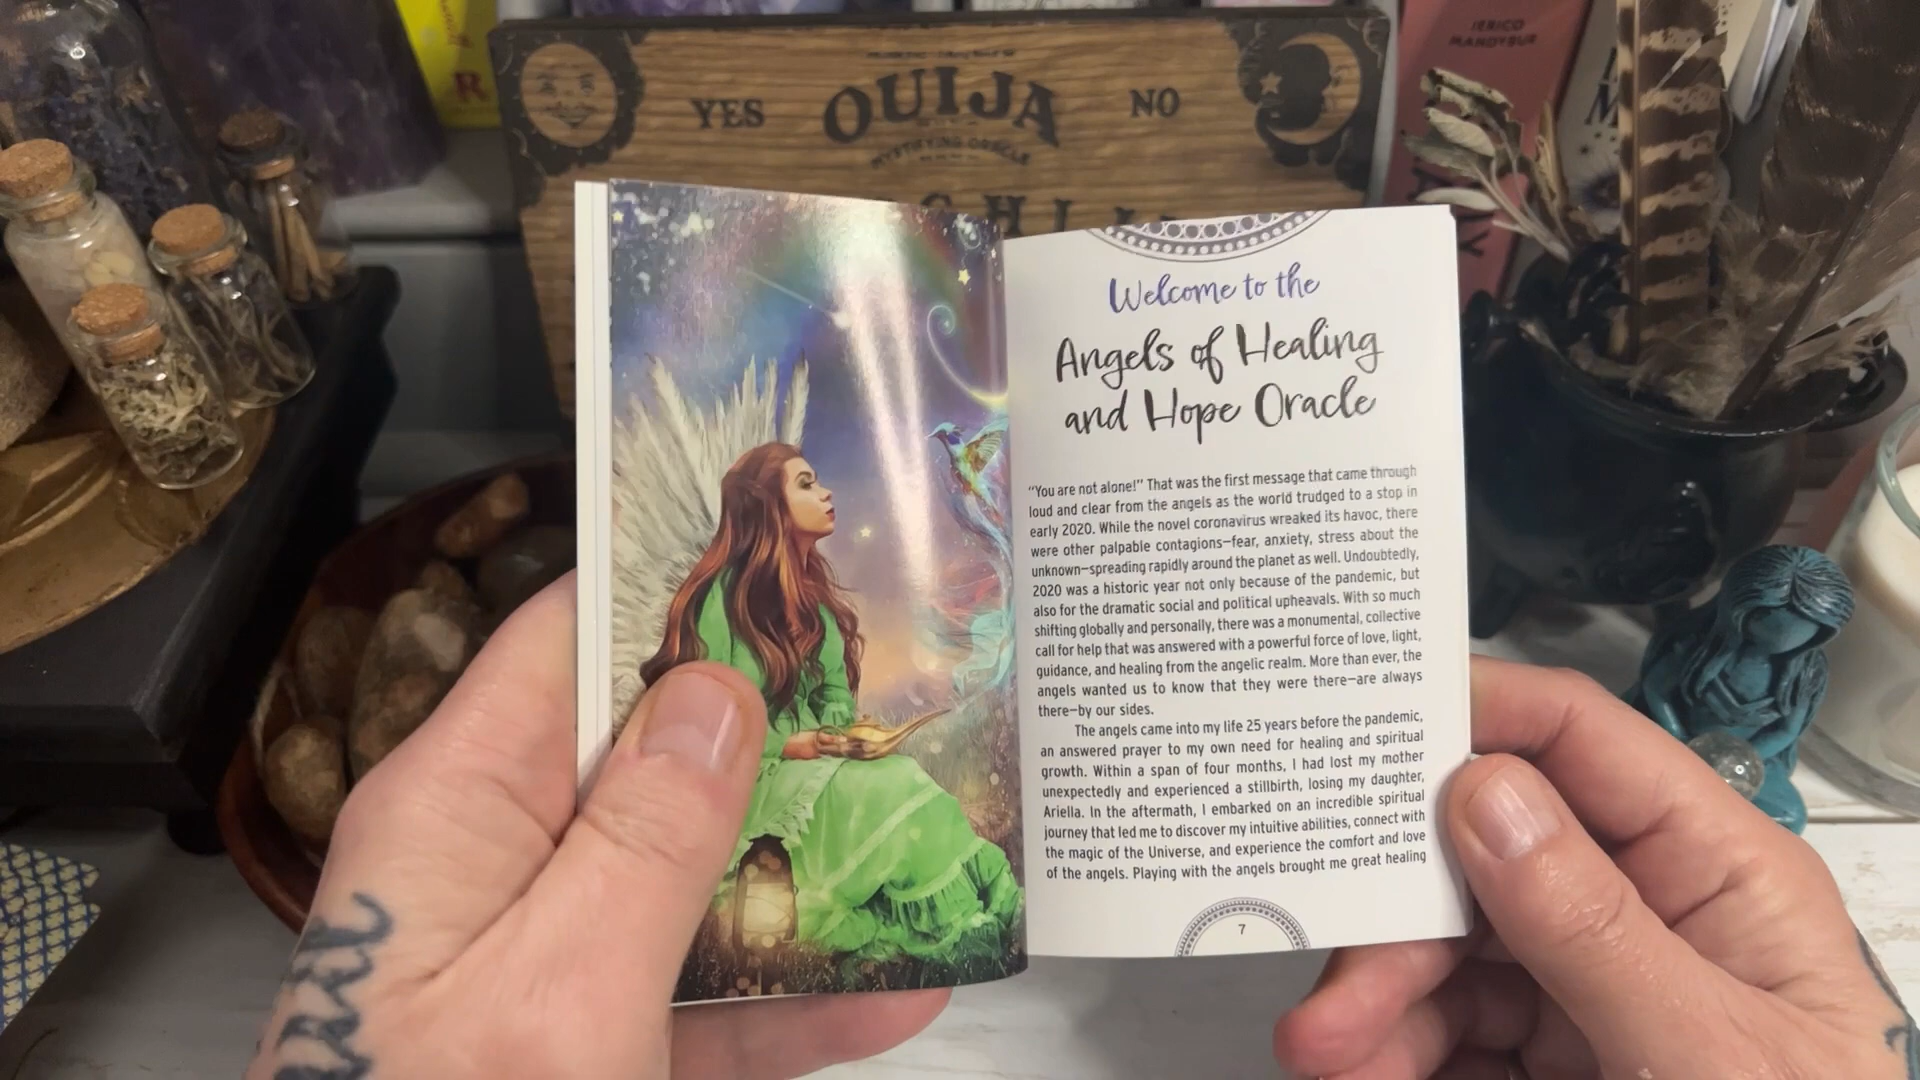 YES
OUIJA
NO
MYSTIFYING ORACLE
GHI
R
JERICO
MANDYBUR
Welcome to the
Angels of Healing
and Hope Oracle
“You are not alone!” That was the first message that came through
loud and clear from the angels as the world trudged to a stop in
early 2020. While the novel coronavirus wreaked its havoc, there
were other palpable contagions—fear, anxiety, stress about the
unknown—spreading rapidly around the planet as well. Undoubtedly,
2020 was a historic year not only because of the pandemic, but
also for the dramatic social and political upheavals. With so much
shifting globally and personally, there was a monumental, collective
call for help that was answered with a powerful force of love, light,
guidance, and healing from the angelic realm. More than ever, the
angels wanted us to know that they were there—are always
there—by our sides.
The angels came into my life 25 years before the pandemic,
an answered prayer to my own need for healing and spiritual
growth. Within a span of four months, I had lost my mother
unexpectedly and experienced a stillbirth, losing my daughter,
Ariella. In the aftermath, I embarked on an incredible spiritual
journey that led me to discover my intuitive abilities, connect with
the magic of the Universe, and experience the comfort and love
of the angels. Playing with the angels brought me great healing
7